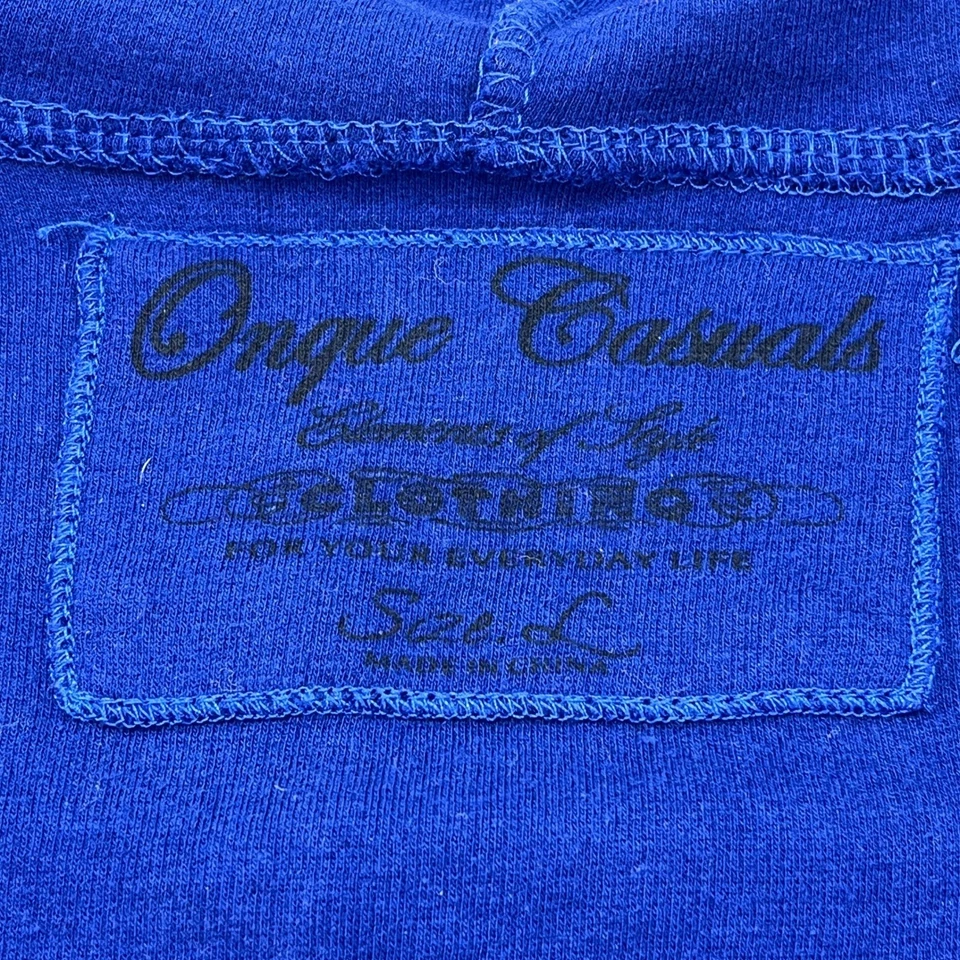 Onque Casuals
Elements of Style
CLOTHING
FOR YOUR EVERYDAY LIFE
Size. L
MADE IN CHINA